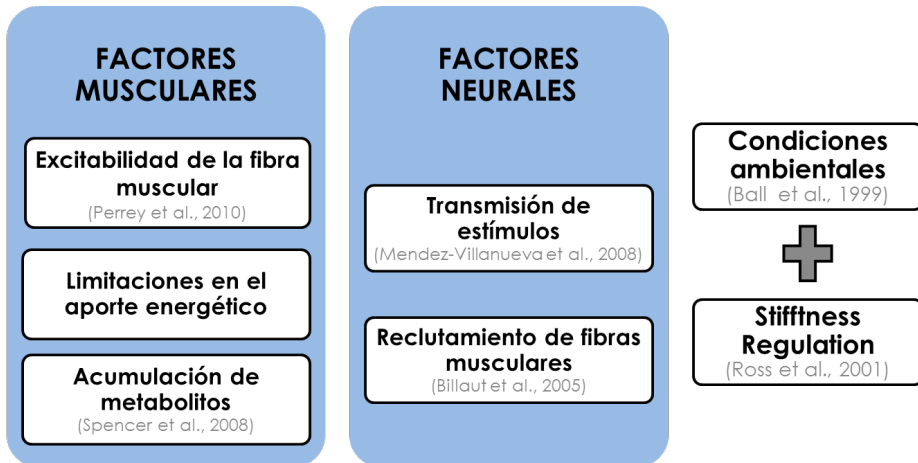 FACTORES
MUSCULARES
Excitabilidad de la fibra
muscular
(Perrey et al., 2010)
Limitaciones en el
aporte energético
Acumulación de
metabolitos
(Spencer et al., 2008)
FACTORES
NEURALES
Transmisión de
estímulos
(Mendez-Villanueva et al., 2008)
Reclutamiento de fibras
musculares
(Billaut et al., 2005)
Condiciones
ambientales
(Ball et al., 1999)
Stifftness
Regulation
(Ross et al., 2001)